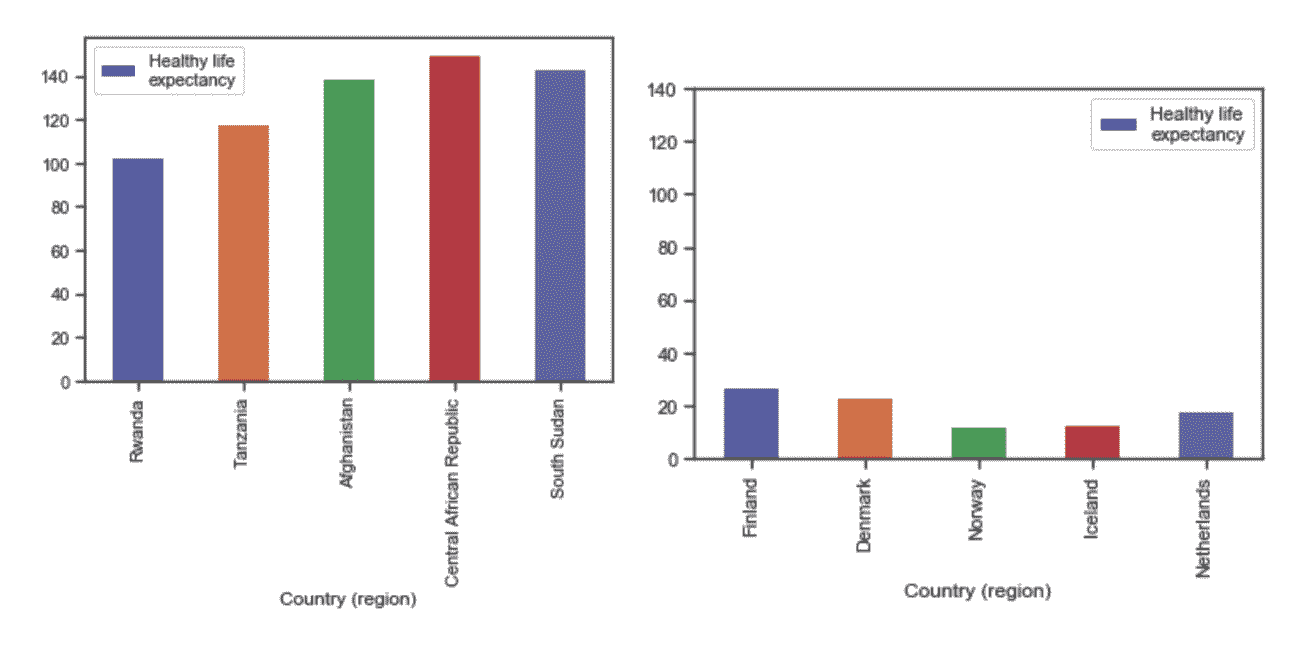 Healthy life
expectancy
140
120
100
80
60
40
20
0
Rwanda
Tanzania
Afghanistan
Central African Republic
South Sudan
Country (region)
Healthy life
expectancy
140
120
100
80
60
40
20
0
Finland
Denmark
Norway
Iceland
Netherlands
Country (region)